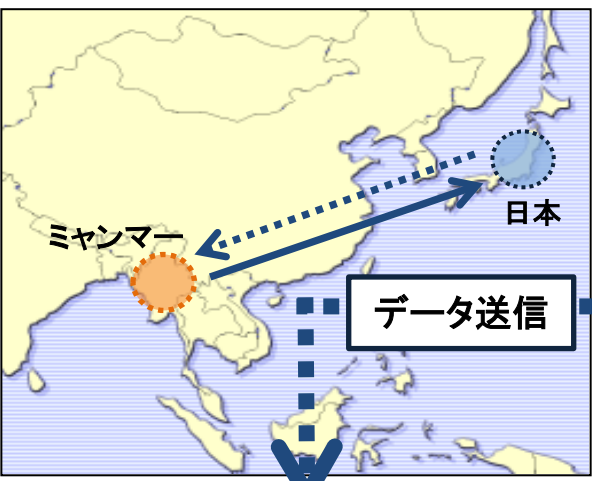 ミャンマー
日本
データ送信